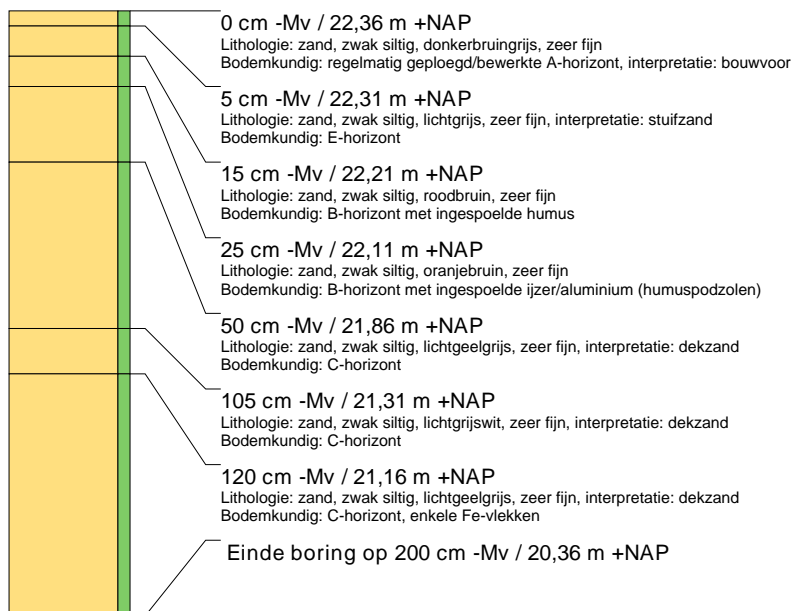 0 cm -Mv / 22,36 m +NAP
Lithologie: zand, zwak siltig, donkerbruingrijs, zeer fijn
Bodemkundig: regelmatig geploegd/bewerkte A-horizont, interpretatie: bouwvoor
5 cm -Mv / 22,31 m +NAP
Lithologie: zand, zwak siltig, lichtgrijs, zeer fijn, interpretatie: stuifzand
Bodemkundig: E-horizont
15 cm -Mv / 22,21 m +NAP
Lithologie: zand, zwak siltig, roodbruin, zeer fijn
Bodemkundig: B-horizont met ingespoelde humus
25 cm -Mv / 22,11 m +NAP
Lithologie: zand, zwak siltig, oranjebruin, zeer fijn
Bodemkundig: B-horizont met ingespoelde ijzer/aluminium (humuspodzolen)
50 cm -Mv / 21,86 m +NAP
Lithologie: zand, zwak siltig, lichtgeelgrijs, zeer fijn, interpretatie: dekzand
Bodemkundig: C-horizont
105 cm -Mv / 21,31 m +NAP
Lithologie: zand, zwak siltig, lichtgrijswit, zeer fijn, interpretatie: dekzand
Bodemkundig: C-horizont
120 cm -Mv / 21,16 m +NAP
Lithologie: zand, zwak siltig, lichtgeelgrijs, zeer fijn, interpretatie: dekzand
Bodemkundig: C-horizont, enkele Fe-vlekken
Einde boring op 200 cm -Mv / 20,36 m +NAP